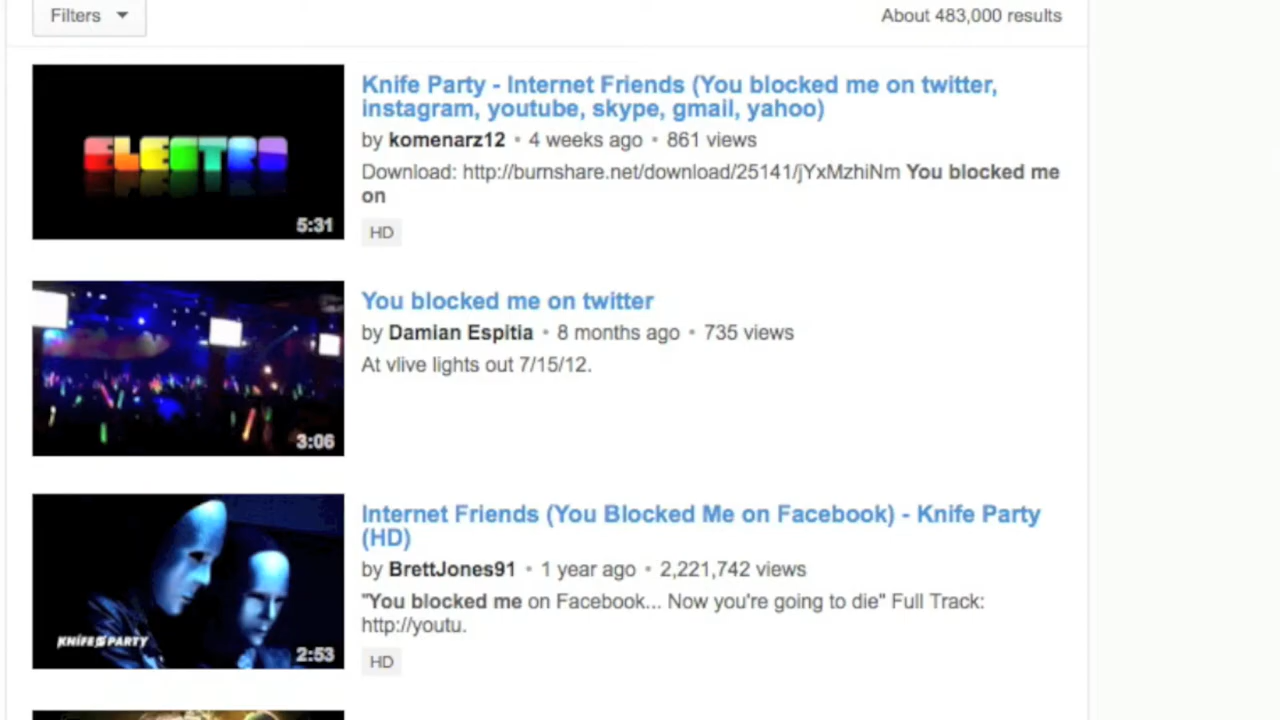 Filters
About 483,000 results
ELECTRO
5:31
Knife Party - Internet Friends (You blocked me on twitter,
instagram, youtube, skype, gmail, yahoo)
by komenarz12 • 4 weeks ago • 861 views
Download: http://burnshare.net/download/25141/jYxMzhiNm You blocked me
on
HD
3:06
You blocked me on twitter
by Damian Espitia • 8 months ago • 735 views
At vlive lights out 7/15/12.
KNIFE PARTY
2:53
Internet Friends (You Blocked Me on Facebook) - Knife Party
(HD)
by BrettJones91 • 1 year ago • 2,221,742 views
"You blocked me on Facebook... Now you're going to die" Full Track:
http://youtu.
HD